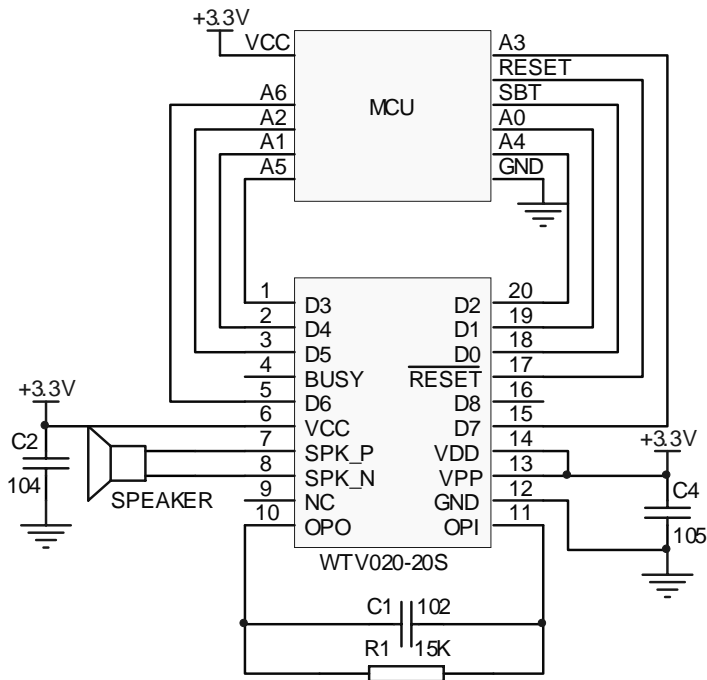 +3.3V
VCC A3
RESET
A6 MCU SBT
A2 A0
A1 A4
A5 GND
1 D3 D2 20
2 D4 D1 19
3 D5 D0 18
4 BUSY RESET 17
5 D6 D8 16
+3.3V
6 VCC D7 15
+3.3V
C2 7 SPK_P VDD 14
104 8 SPK_N VPP 13
SPEAKER 9 NC GND 12 C4
10 OPO OPI 11 105
WTV020-20S
C1 102
R1 15K